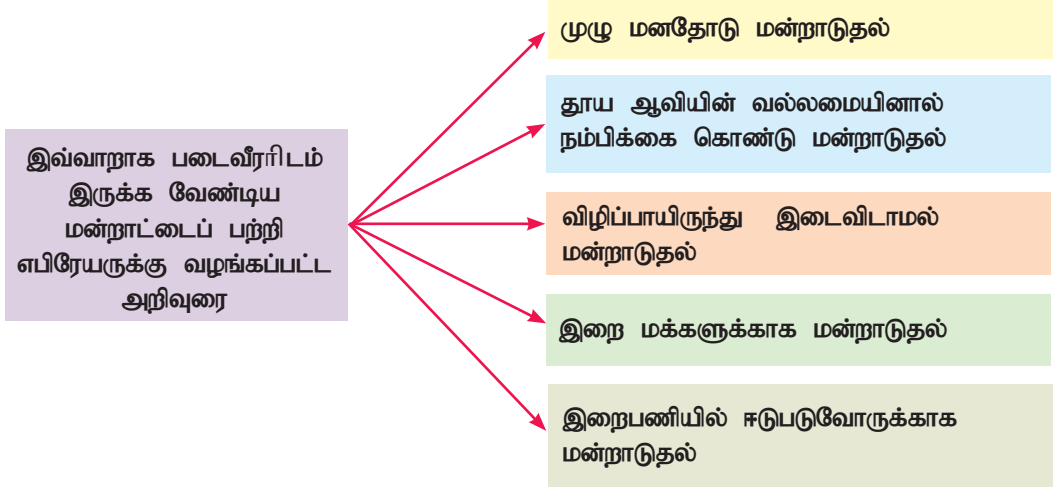 இவ்வாறாக படைவீரரிடம்
இருக்க வேண்டிய
மன்றாட்டைப் பற்றி
எபிரேயருக்கு வழங்கப்பட்ட
அறிவுரை
முழு மனதோடு மன்றாடுதல்
தூய ஆவியின் வல்லமையினால்
நம்பிக்கை கொண்டு மன்றாடுதல்
விழிப்பாயிருந்து இடைவிடாமல்
மன்றாடுதல்
இறை மக்களுக்காக மன்றாடுதல்
இறைபணியில் ஈடுபடுவோருக்காக
மன்றாடுதல்